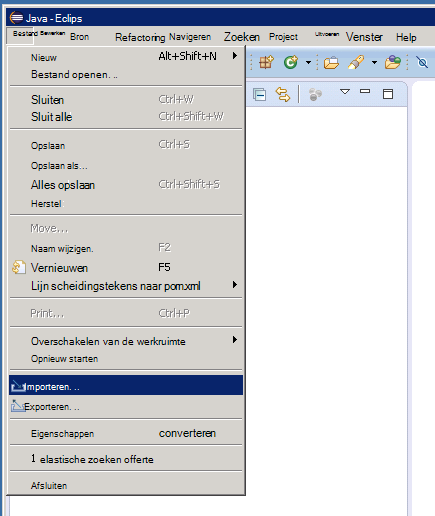 Java - Eclips
Bestand Bewerken Bron Refactoring Navigeren Zoeken Project Uitvoeren Venster Help
Nieuw Alt+Shift+N
Bestand openen. ..
Sluiten Ctrl+W
Sluit alle Ctrl+Shift+W
Opslaan Ctrl+S
Opslaan als...
Alles opslaan Ctrl+Shift+S
Herstel
Move...
Naam wijzigen. F2
Vernieuwen F5
Lijn scheidingstekens naar pom.xml
Print... Ctrl+P
Overschakelen van de werkruimte
Opnieuw starten
Importeren. ..
Exporteren. ..
Eigenschappen converteren
1 elastische zoeken offerte
Afsluiten